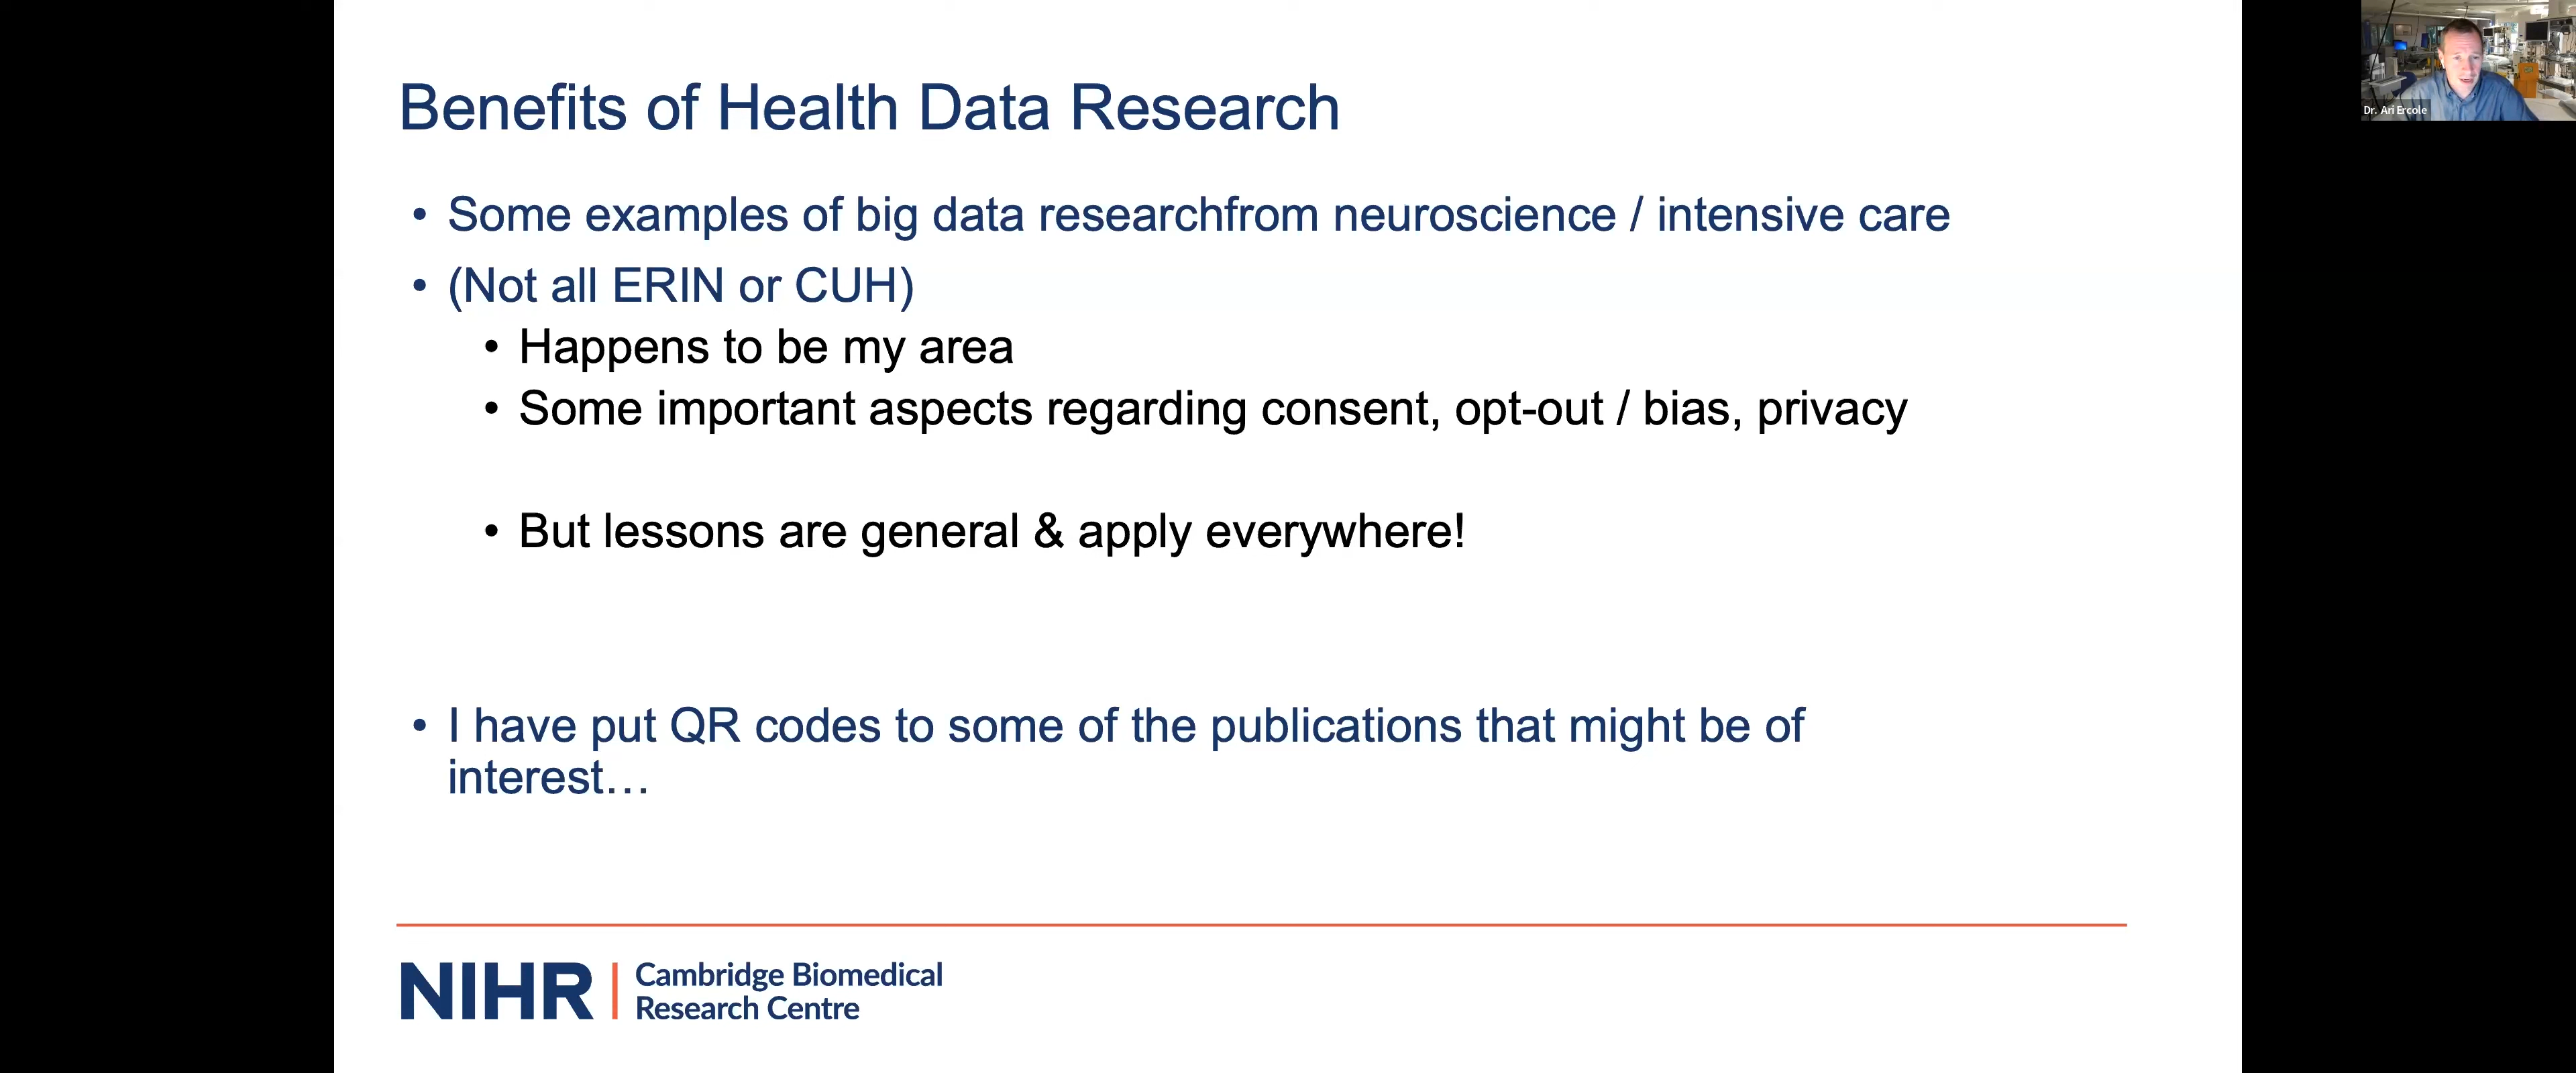 Benefits of Health Data Research
• Some examples of big data researchfrom neuroscience / intensive care
• (Not all ERIN or CUH)
• Happens to be my area
• Some important aspects regarding consent, opt-out / bias, privacy
• But lessons are general & apply everywhere!
• I have put QR codes to some of the publications that might be of
interest…
NIHR | Cambridge Biomedical
Research Centre
Dr. Ari Ercole